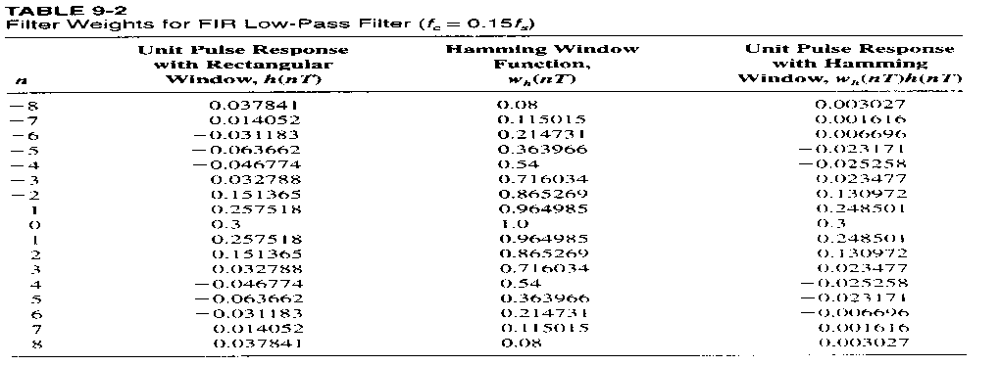 TABLE 9-2
Filter Weights for FIR Low-Pass Filter (f_c = 0.15f_s)
n Unit Pulse Response with Rectangular Window, h(nT) Hamming Window Function, w_h(nT) Unit Pulse Response with Hamming Window, w_h(nT)h(nT)
−8 0.037841 0.08 0.003027
−7 0.014052 0.115015 0.001616
−6 −0.031183 0.214731 0.006696
−5 −0.063662 0.363966 −0.023171
−4 −0.046774 0.54 −0.025258
−3 0.032788 0.716034 0.023477
−2 0.151365 0.865269 0.130972
1 0.257518 0.964985 0.248501
0 0.3 1.0 0.3
1 0.257518 0.964985 0.248501
2 0.151365 0.865269 0.130972
3 0.032788 0.716034 0.023477
4 −0.046774 0.54 −0.025258
5 −0.063662 0.363966 −0.023171
6 −0.031183 0.214731 −0.006696
7 0.014052 0.115015 0.001616
8 0.037841 0.08 0.003027